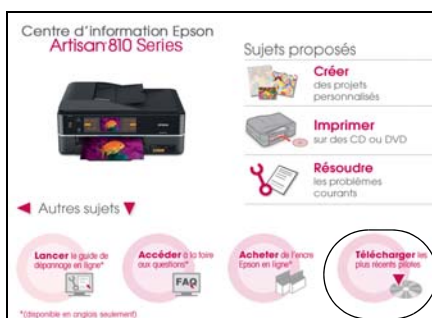 Centre d'information Epson
Artisan 810 Series
Sujets proposés
Créer
des projets
personnalisés
Imprimer
sur des CD ou DVD
Résoudre
les problèmes
courants
Autres sujets
Lancer le guide de
dépannage en ligne*
Accéder à la foire
aux questions*
FAQ
Acheter de l'encre
Epson en ligne*
Télécharger les
plus récents pilotes
*(disponible en anglais seulement)